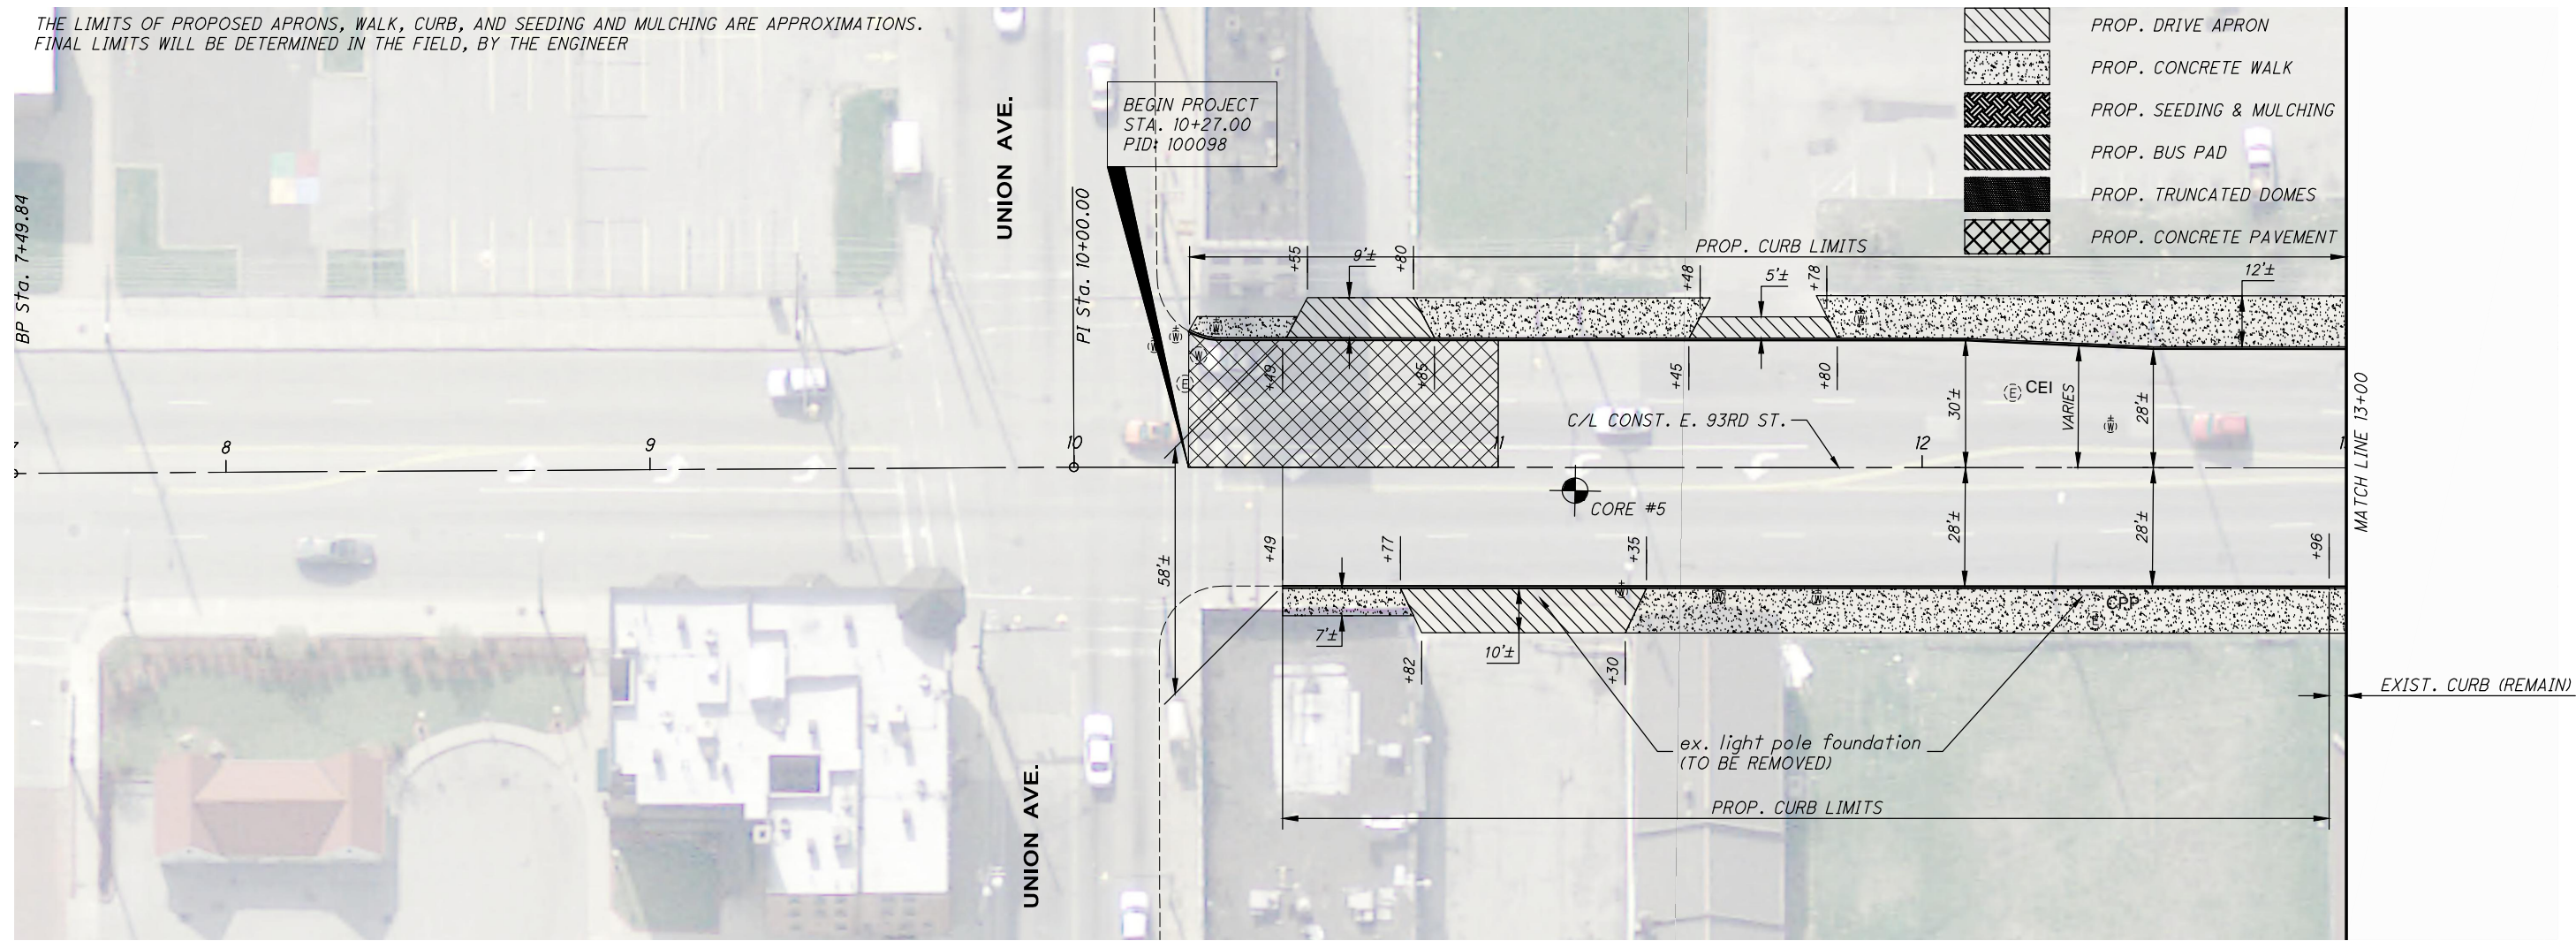 THE LIMITS OF PROPOSED APRONS, WALK, CURB, AND SEEDING AND MULCHING ARE APPROXIMATIONS.
FINAL LIMITS WILL BE DETERMINED IN THE FIELD, BY THE ENGINEER
PROP. DRIVE APRON
PROP. CONCRETE WALK
PROP. SEEDING & MULCHING
PROP. BUS PAD
PROP. TRUNCATED DOMES
PROP. CONCRETE PAVEMENT
BEGIN PROJECT
STA. 10+27.00
PID: 100098
UNION AVE.
BP Sta. 7+49.84
PI Sta. 10+00.00
PROP. CURB LIMITS
+55
9'±
+80
+48
5'±
+78
12'±
W
W
W
W
W
E
+49
+85
+45
+80
30'±
E CEI
VARIES
W
28'±
MATCH LINE 13+00
C/L CONST. E. 93RD ST.
7
8
9
10
11
12
CORE #5
58'±
+49
+77
+35
28'±
28'±
+96
W
W
W
CPP
7'±
10'±
+82
+30
EXIST. CURB (REMAIN)
ex. light pole foundation
(TO BE REMOVED)
UNION AVE.
PROP. CURB LIMITS